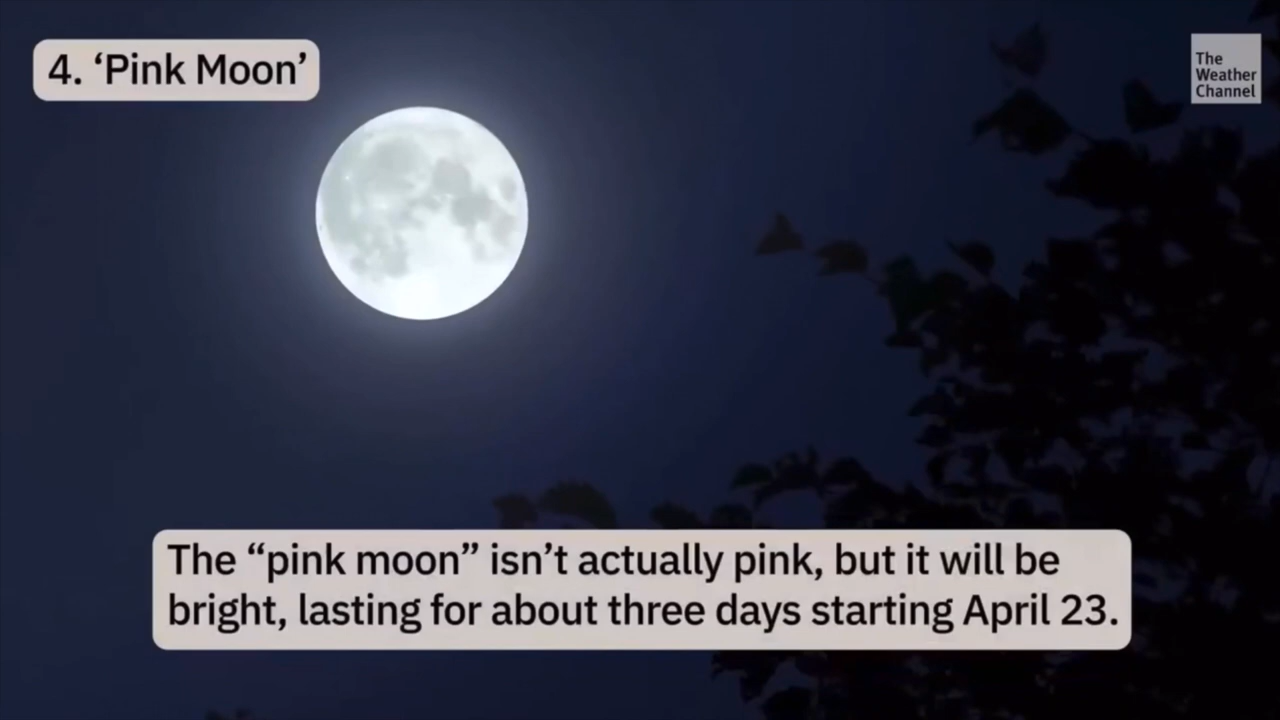 4. ‘Pink Moon’
The
Weather
Channel
The “pink moon” isn’t actually pink, but it will be
bright, lasting for about three days starting April 23.